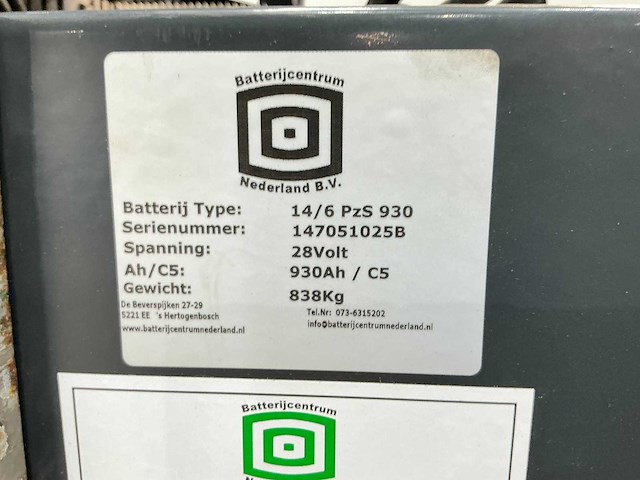 Batterijcentrum
Nederland B.V.
Batterij Type: 14/6 PzS 930
Serienummer: 147051025B
Spanning: 28Volt
Ah/C5: 930Ah / C5
Gewicht: 838Kg
De Beverspijken 27-29 Tel.Nr: 073-6315202
5221 EE 's Hertogenbosch info@batterijcentrumnederland.nl
www.batterijcentrumnederland.nl
Batterijcentrum